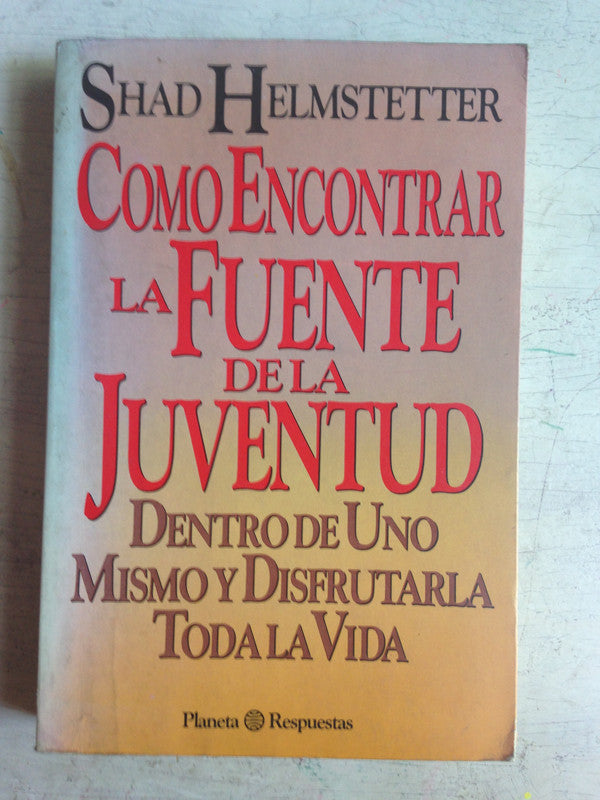 SHAD HELMSTETTER
COMO ENCONTRAR
LA FUENTE
DE LA
JUVENTUD
DENTRO DE UNO
MISMO Y DISFRUTARLA
TODA LA VIDA
Planeta Respuestas